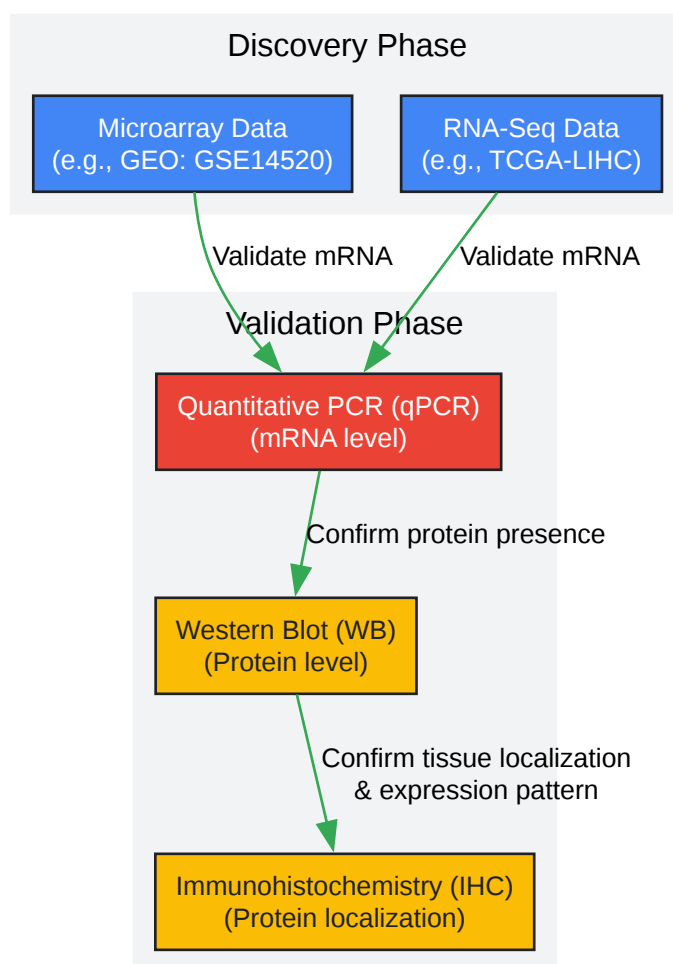 Discovery Phase
Microarray Data
(e.g., GEO: GSE14520)
RNA-Seq Data
(e.g., TCGA-LIHC)
Validate mRNA
Validate mRNA
Validation Phase
Quantitative PCR (qPCR)
(mRNA level)
Confirm protein presence
Western Blot (WB)
(Protein level)
Confirm tissue localization
& expression pattern
Immunohistochemistry (IHC)
(Protein localization)